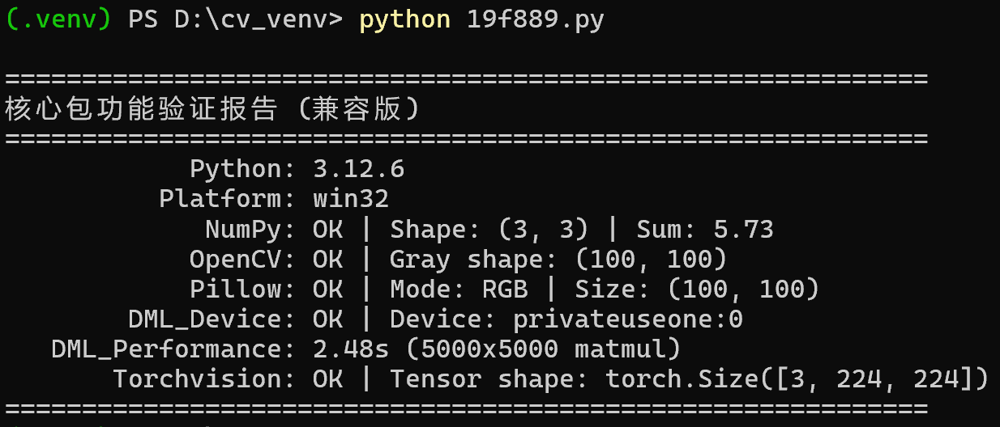 (.venv) PS D:\cv_venv> python 19f889.py
============================================================
核心包功能验证报告 (兼容版)
============================================================
Python: 3.12.6
Platform: win32
NumPy: OK | Shape: (3, 3) | Sum: 5.73
OpenCV: OK | Gray shape: (100, 100)
Pillow: OK | Mode: RGB | Size: (100, 100)
DML_Device: OK | Device: privateuseone:0
DML_Performance: 2.48s (5000x5000 matmul)
Torchvision: OK | Tensor shape: torch.Size([3, 224, 224])
============================================================